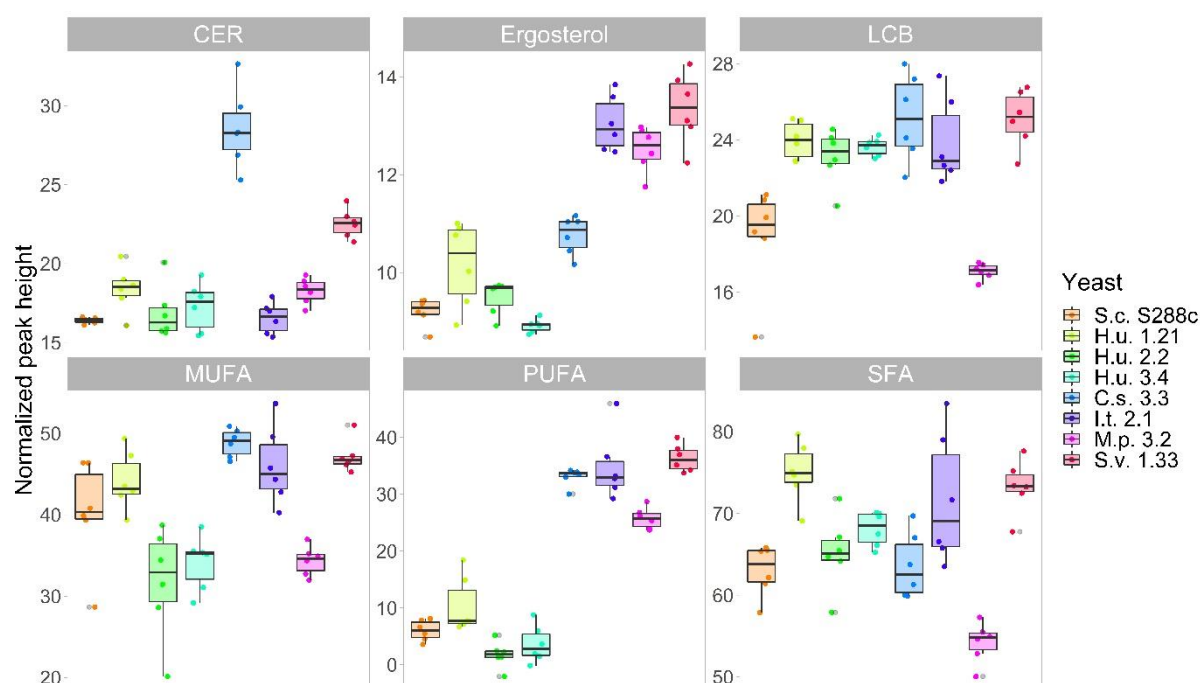 CER
Ergosterol
LCB
30
25
20
15
14
12
10
28
24
20
16
MUFA
PUFA
SFA
50
40
30
20
40
30
20
10
0
80
70
60
50
Normalized peak height
Yeast
S.c. S288c
H.u. 1.21
H.u. 2.2
H.u. 3.4
C.s. 3.3
I.t. 2.1
M.p. 3.2
S.v. 1.33